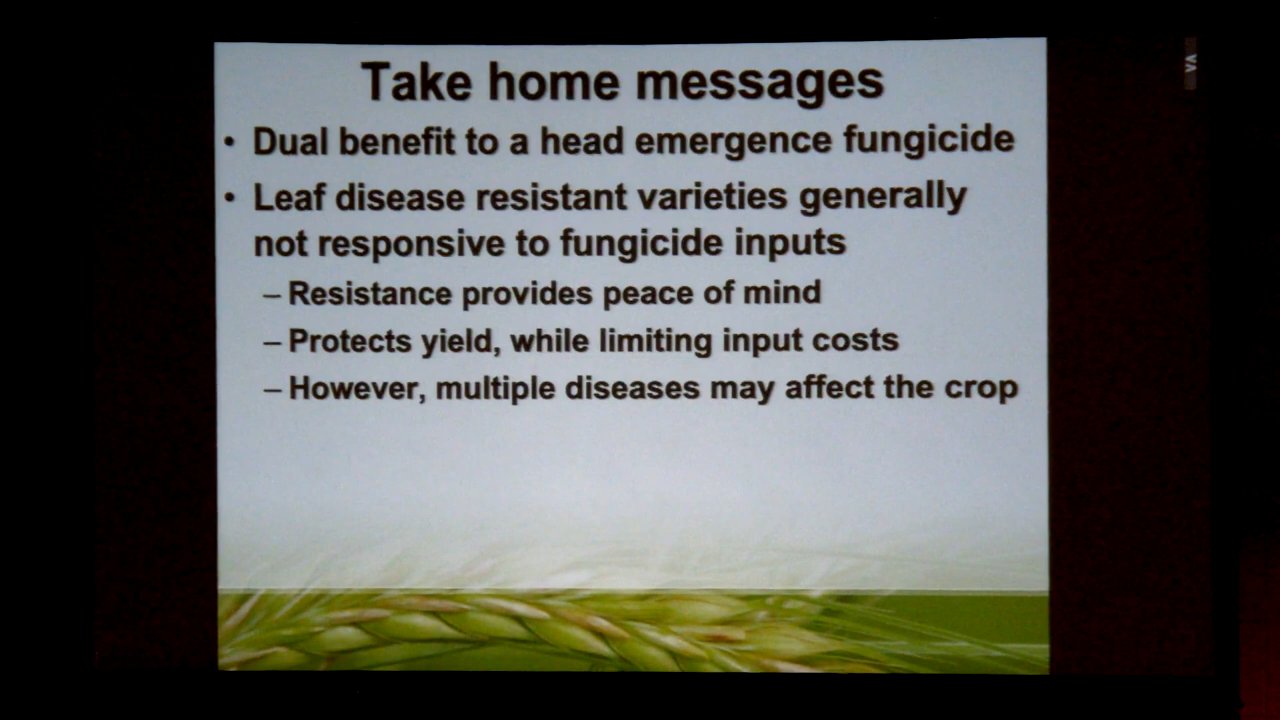 Take home messages
• Dual benefit to a head emergence fungicide
• Leaf disease resistant varieties generally
not responsive to fungicide inputs
– Resistance provides peace of mind
– Protects yield, while limiting input costs
– However, multiple diseases may affect the crop